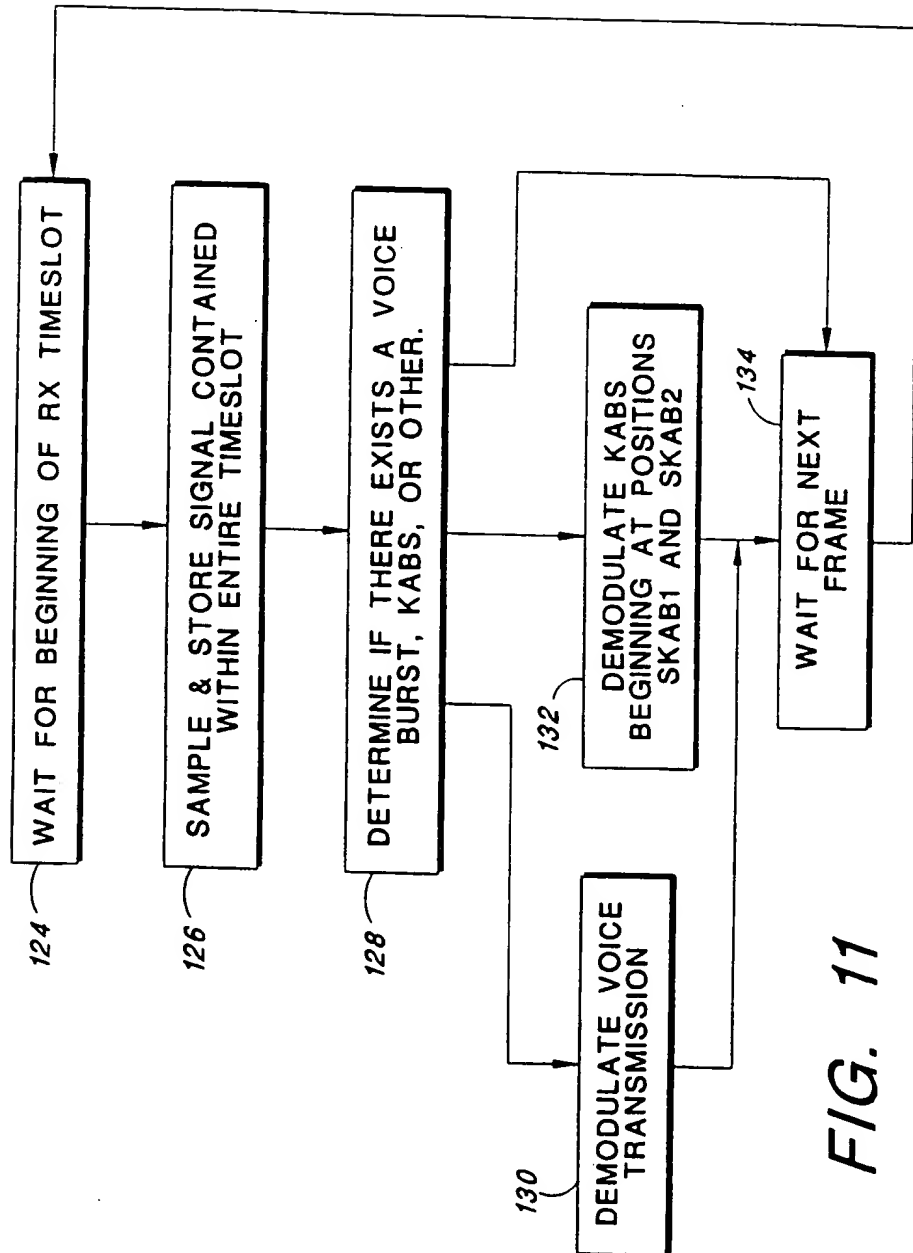 124
WAIT FOR BEGINNING OF RX TIMESLOT
126
SAMPLE & STORE SIGNAL CONTAINED
WITHIN ENTIRE TIMESLOT
128
DETERMINE IF THERE EXISTS A VOICE
BURST, KABS, OR OTHER.
130
DEMODULATE VOICE
TRANSMISSION
132
DEMODULATE KABS
BEGINNING AT POSITIONS
SKAB1 AND SKAB2
134
WAIT FOR NEXT
FRAME
FIG. 11